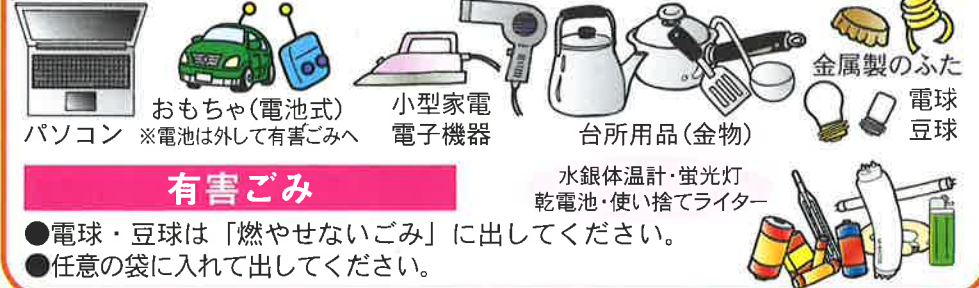 金属製のふた
おもちゃ(電池式)
小型家電
電球
パソコン
※電池は外して有害ごみへ
電子機器
台所用品(金物)
豆球
有害ごみ
水銀体温計・蛍光灯
乾電池・使い捨てライター
●電球・豆球は「燃やせないごみ」に出してください。
●任意の袋に入れて出してください。